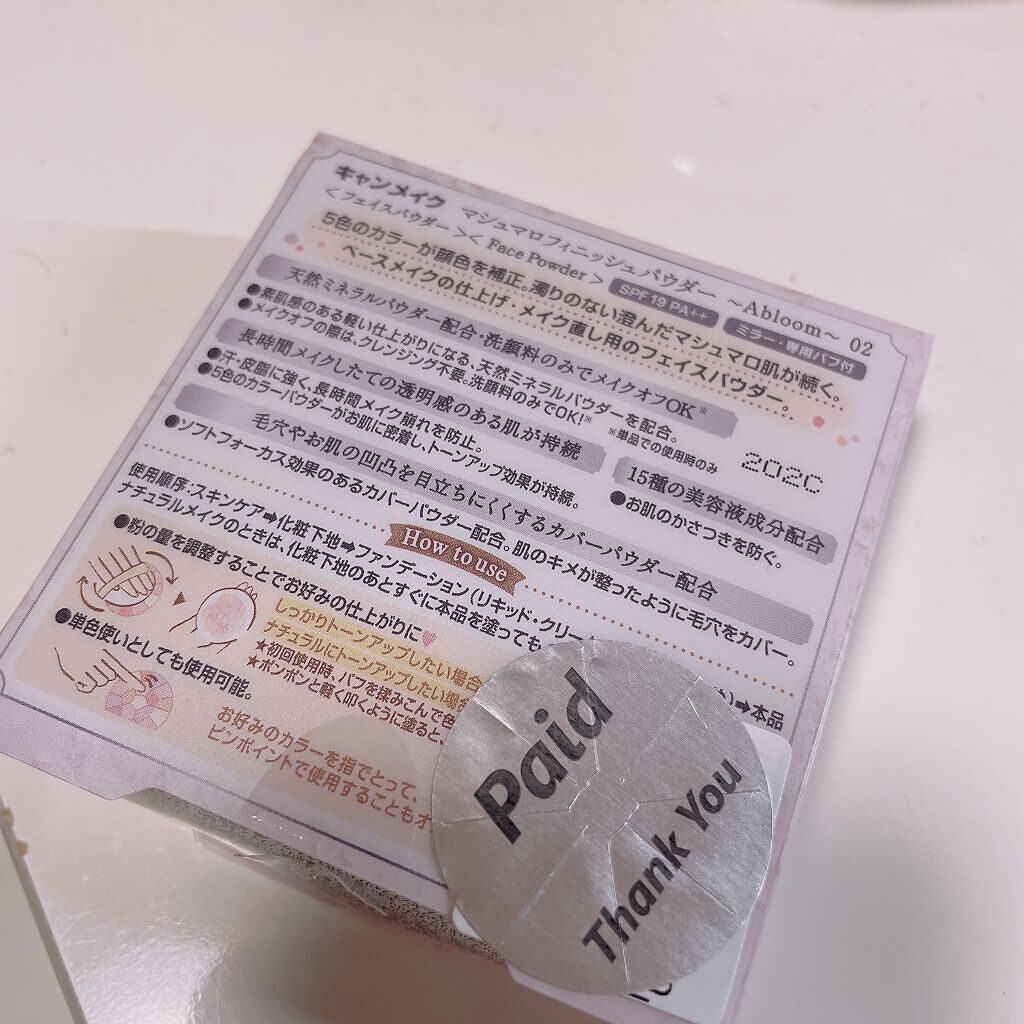 キャンメイク マシュマロフィニッシュパウダー ~Abloom~ 02
<フェイスパウダー><Face Powder> SPF19 PA++ ミラー・専用パフ付
5色のカラーが顔色を補正。濁りのない澄んだマシュマロ肌が続く。
ベースメイクの仕上げ・メイク直し用のフェイスパウダー。
天然ミネラルパウダー配合・洗顔料のみでメイクオフOK※
●素肌感のある軽い仕上がりになる、天然ミネラルパウダーを配合。
●メイクオフの際は、クレンジング不要。洗顔料のみでOK!※ ※単品での使用時のみ
長時間メイクしたての透明感のある肌が持続
●汗・皮脂に強く、長時間メイク崩れを防止。
●5色のカラーパウダーがお肌に密着し、トーンアップ効果が持続。
202C
15種の美容液成分配合
●お肌のかさつきを防ぐ。
毛穴やお肌の凹凸を目立ちにくくするカバーパウダー配合
●ソフトフォーカス効果のあるカバーパウダー配合。肌のキメが整ったように毛穴をカバー。
How to use
使用順序:スキンケア➡化粧下地➡ファンデーション(リキッド・クリー
)➡本品
ナチュラルメイクのときは、化粧下地のあとすぐに本品を塗っても
●粉の量を調整することでお好みの仕上がりに
しっかりトーンアップしたい場合
ナチュラルにトーンアップしたい場合
★初回使用時、パフを揉みこんで色
★ポンポンと軽く叩くように塗ると、
●単色使いとしても使用可能。
お好みのカラーを指でとって、
ピンポイントで使用することもオ
Paid
Thank You